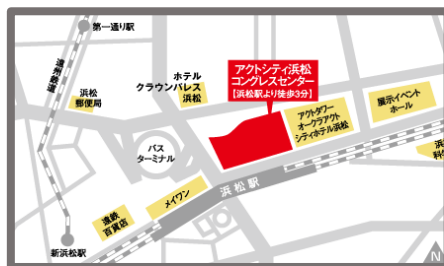 第一通り駅
遠州鉄道
浜松
郵便局
ホテル
クラウンパレス
浜松
アクトシティ浜松
コングレスセンター
【浜松駅より徒歩3分】
アクトタワー
オークラアクト
シティホテル浜松
展示イベント
ホール
バス
ターミナル
浜松駅
メイワン
遠鉄
百貨店
新浜松駅
浜
科
N